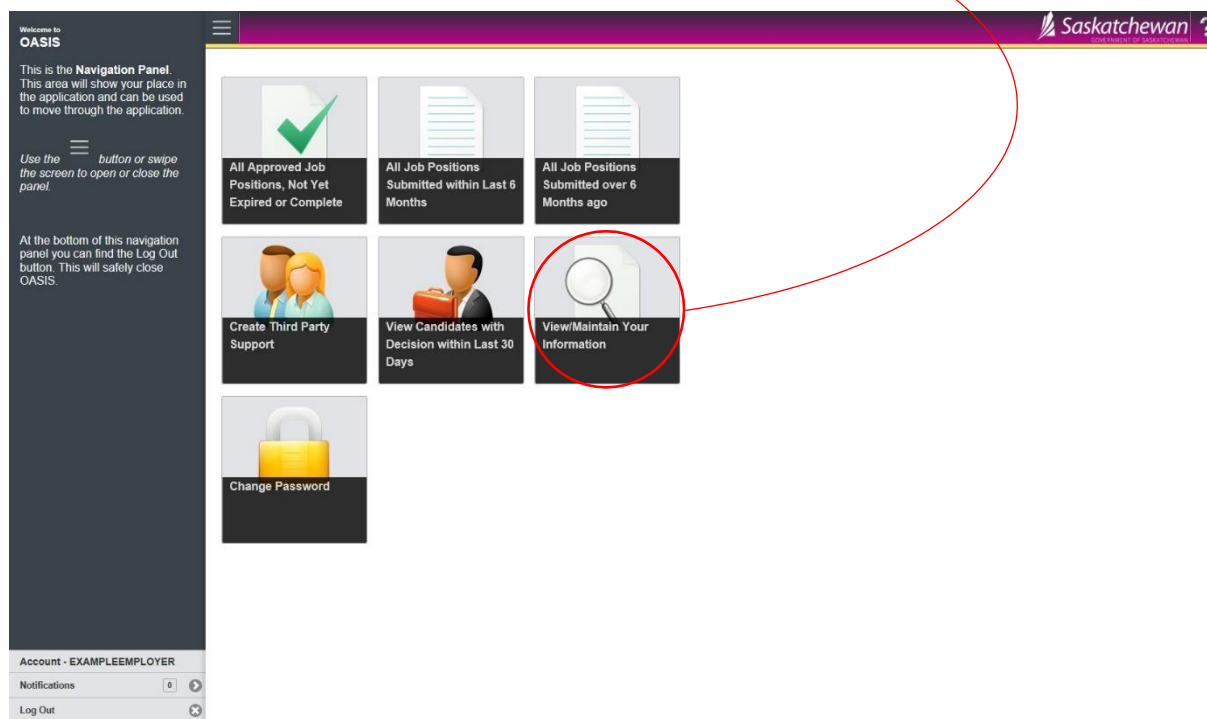 Welcome to
OASIS
This is the Navigation Panel.
This area will show your place in
the application and can be used
to move through the application.
Use the button or swipe
the screen to open or close the
panel.
At the bottom of this navigation
panel you can find the Log Out
button. This will safely close
OASIS.
Account - EXAMPLEEMPLOYER
Notifications 0
Log Out
Saskatchewan ?
GOVERNMENT OF SASKATCHEWAN
All Approved Job
Positions, Not Yet
Expired or Complete
All Job Positions
Submitted within Last 6
Months
All Job Positions
Submitted over 6
Months ago
Create Third Party
Support
View Candidates with
Decision within Last 30
Days
View/Maintain Your
Information
Change Password